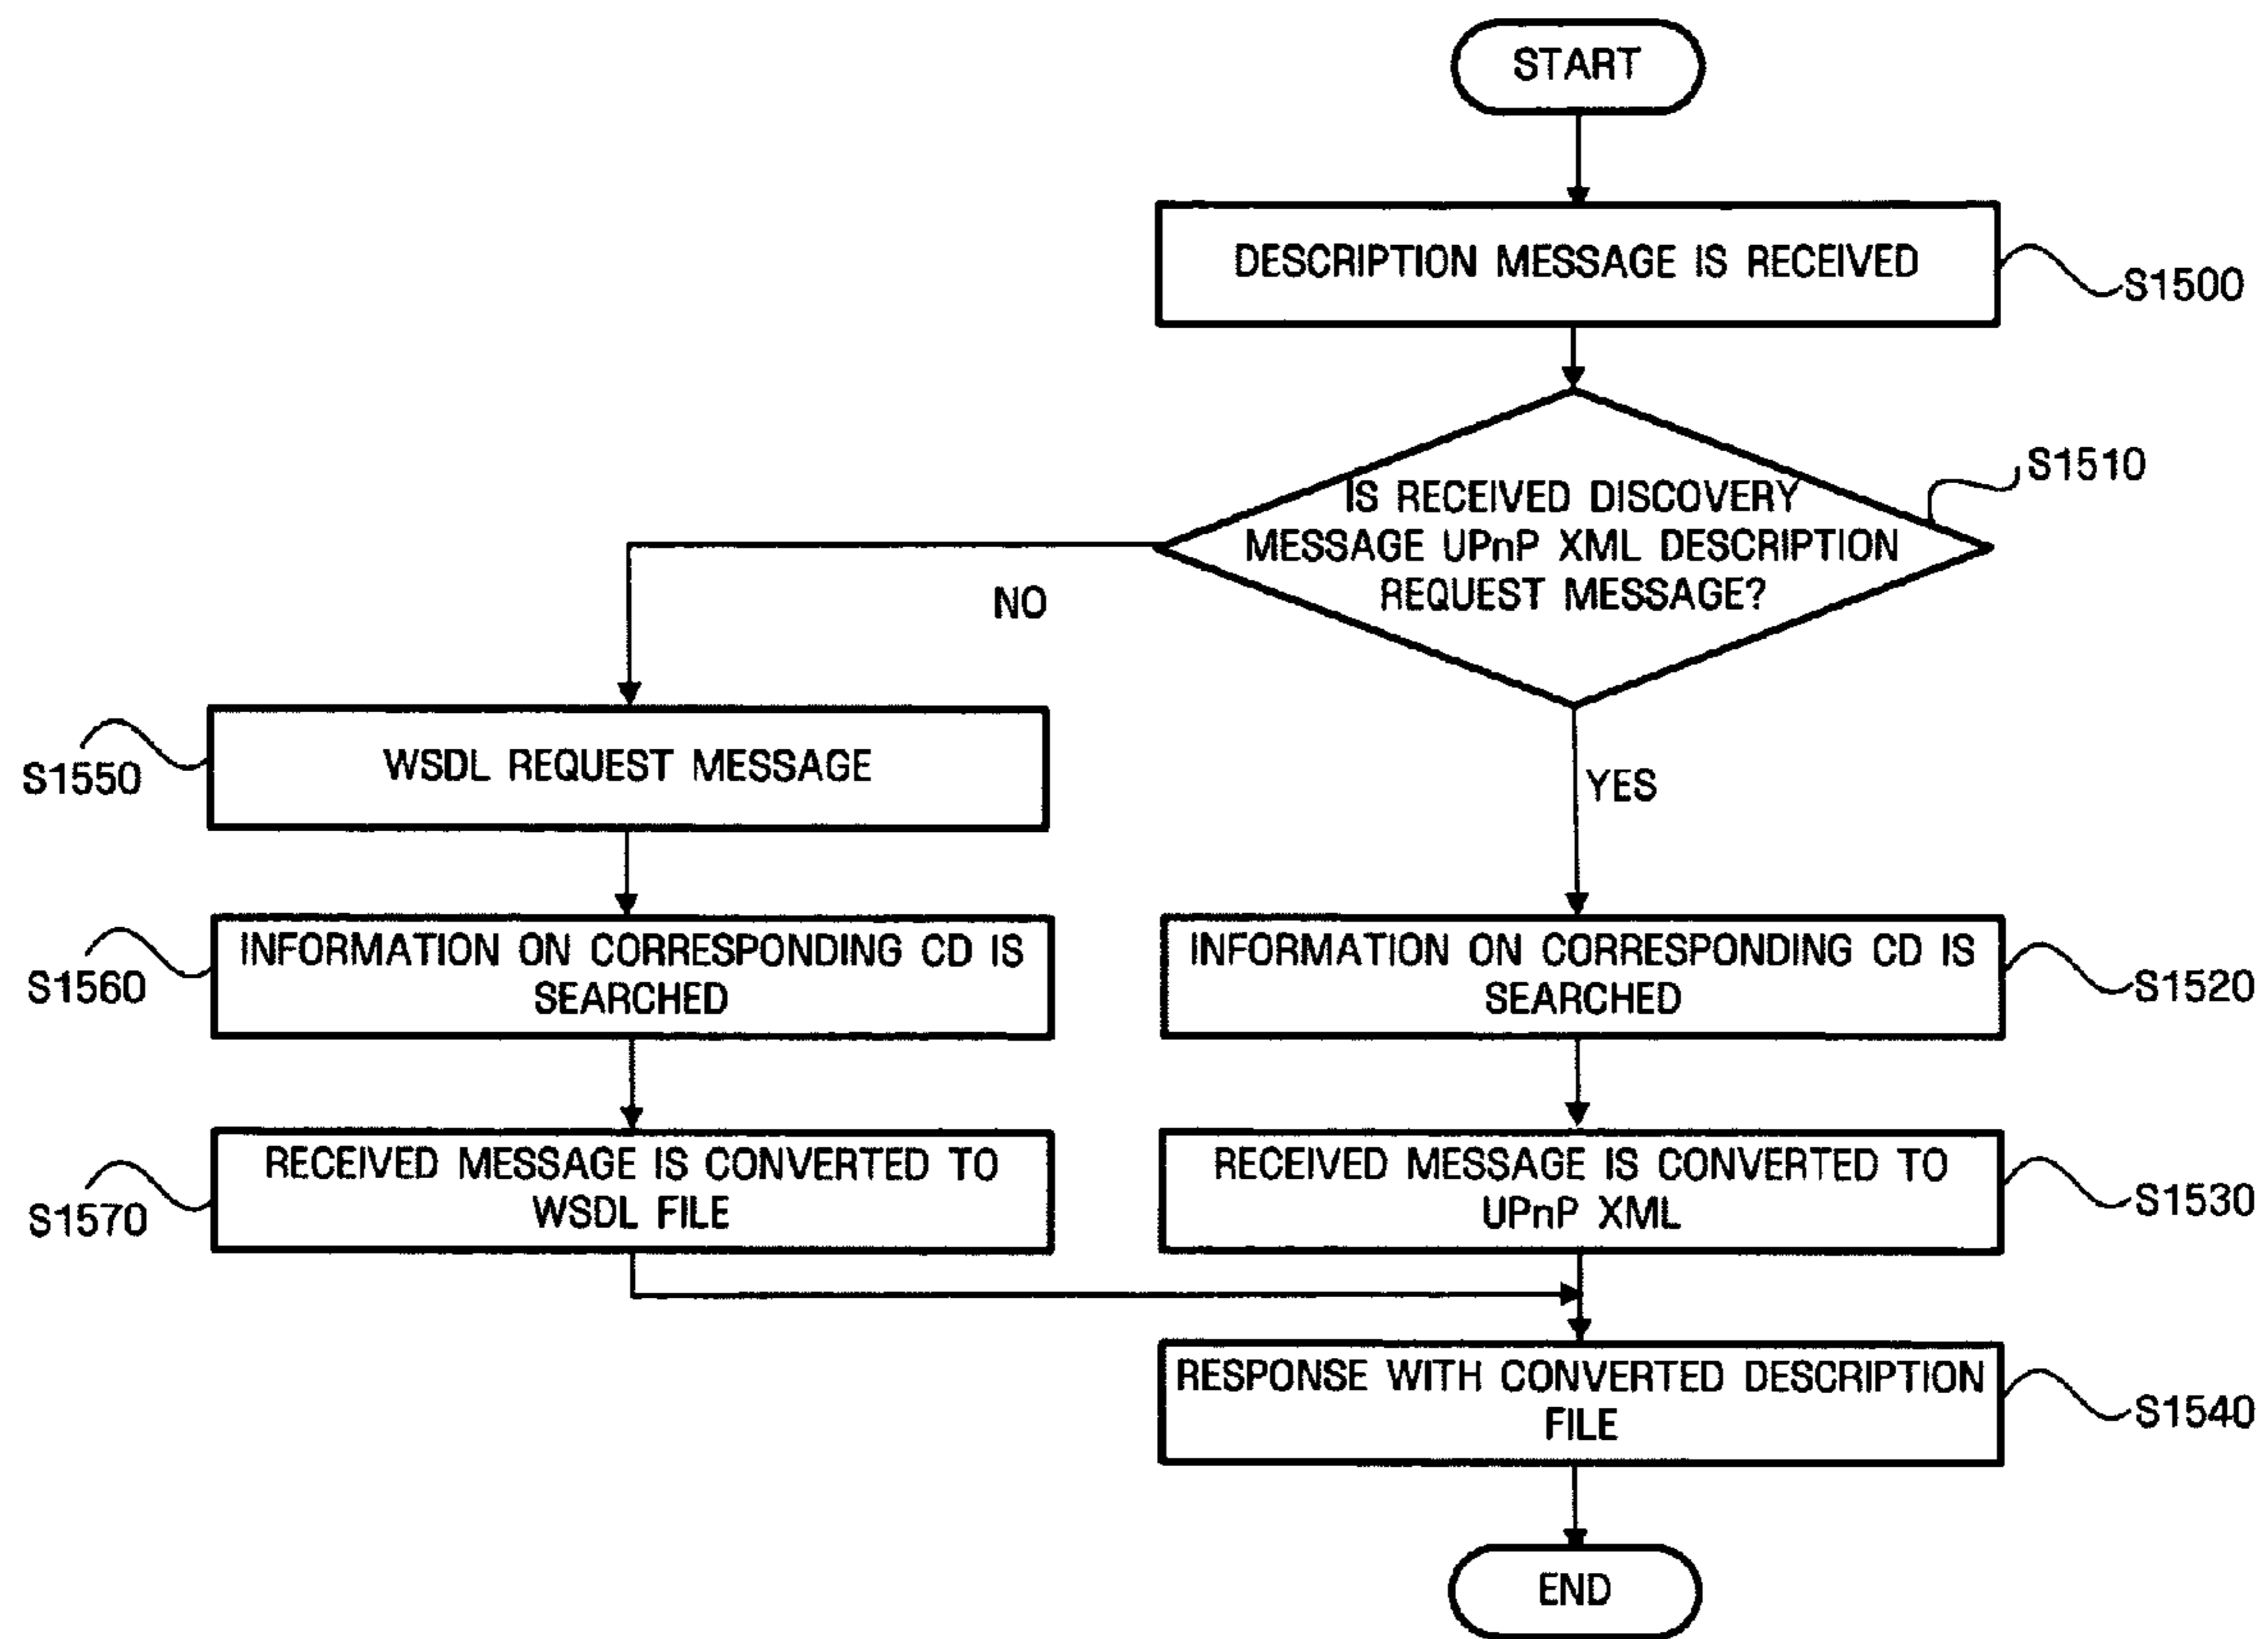 START
DESCRIPTION MESSAGE IS RECEIVED
S1500
S1510
IS RECEIVED DISCOVERY
MESSAGE UPnP XML DESCRIPTION
REQUEST MESSAGE?
NO
YES
WSDL REQUEST MESSAGE
S1550
INFORMATION ON CORRESPONDING CD IS
SEARCHED
S1560
INFORMATION ON CORRESPONDING CD IS
SEARCHED
S1520
RECEIVED MESSAGE IS CONVERTED TO
WSDL FILE
S1570
RECEIVED MESSAGE IS CONVERTED TO
UPnP XML
S1530
RESPONSE WITH CONVERTED DESCRIPTION
FILE
S1540
END